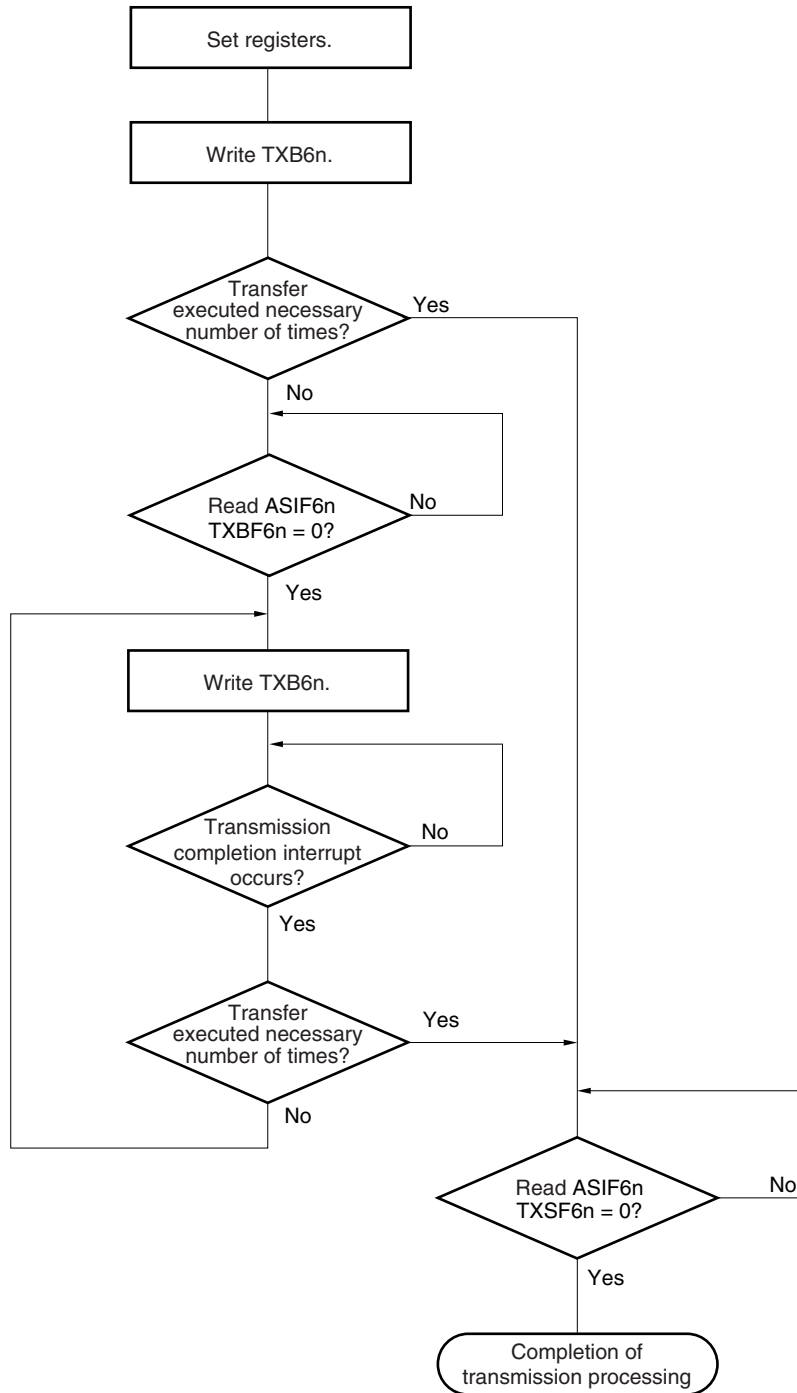 Set registers.
Write TXB6n.
Transfer
executed necessary
number of times?
Yes
No
Read ASIF6n
TXBF6n = 0?
No
Yes
Write TXB6n.
Transmission
completion interrupt
occurs?
No
Yes
Transfer
executed necessary
number of times?
Yes
No
Read ASIF6n
TXSF6n = 0?
No
Yes
Completion of
transmission processing